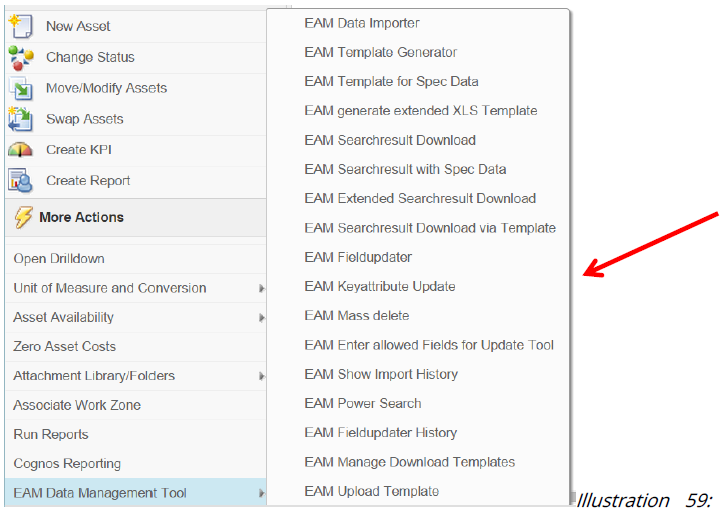 New Asset
Change Status
Move/Modify Assets
Swap Assets
Create KPI
Create Report
More Actions
Open Drilldown
Unit of Measure and Conversion
Asset Availability
Zero Asset Costs
Attachment Library/Folders
Associate Work Zone
Run Reports
Cognos Reporting
EAM Data Management Tool
EAM Data Importer
EAM Template Generator
EAM Template for Spec Data
EAM generate extended XLS Template
EAM Searchresult Download
EAM Searchresult with Spec Data
EAM Extended Searchresult Download
EAM Searchresult Download via Template
EAM Fieldupdater
EAM Keyattribute Update
EAM Mass delete
EAM Enter allowed Fields for Update Tool
EAM Show Import History
EAM Power Search
EAM Fieldupdater History
EAM Manage Download Templates
EAM Upload Template
Illustration 59: